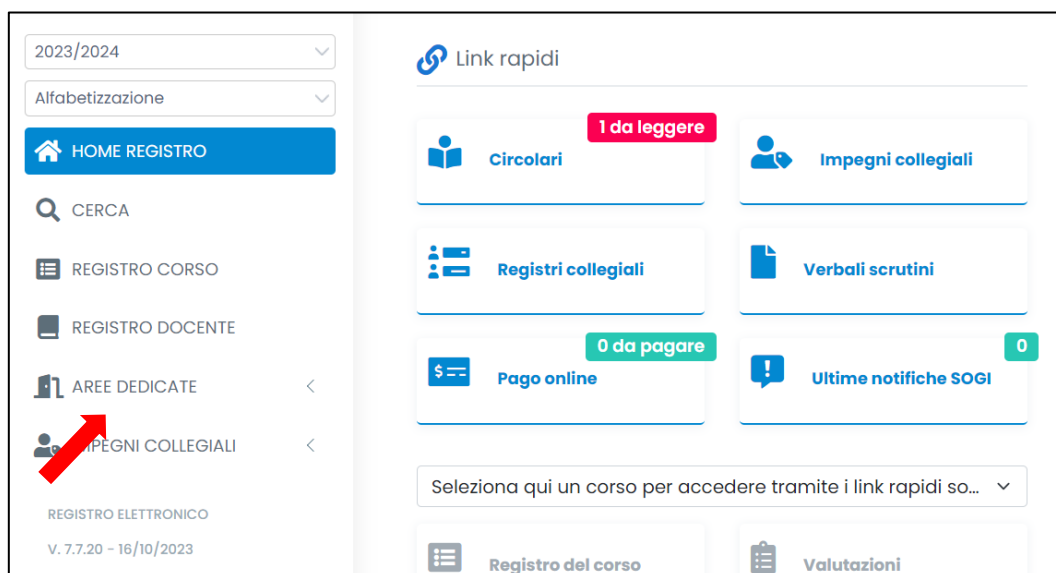 2023/2024
Alfabetizzazione
HOME REGISTRO
CERCA
REGISTRO CORSO
REGISTRO DOCENTE
AREE DEDICATE
COLLEGIALI
REGISTRO ELETTRONICO
V. 7.7.20 - 16/10/2023
Link rapidi
1 da leggere
Circolari
Impegni collegiali
Registri collegiali
Verbali scrutini
0 da pagare
Pago online
0
Ultime notifiche SOGI
Seleziona qui un corso per accedere tramite i link rapidi so...
Registro del corso
Valutazioni